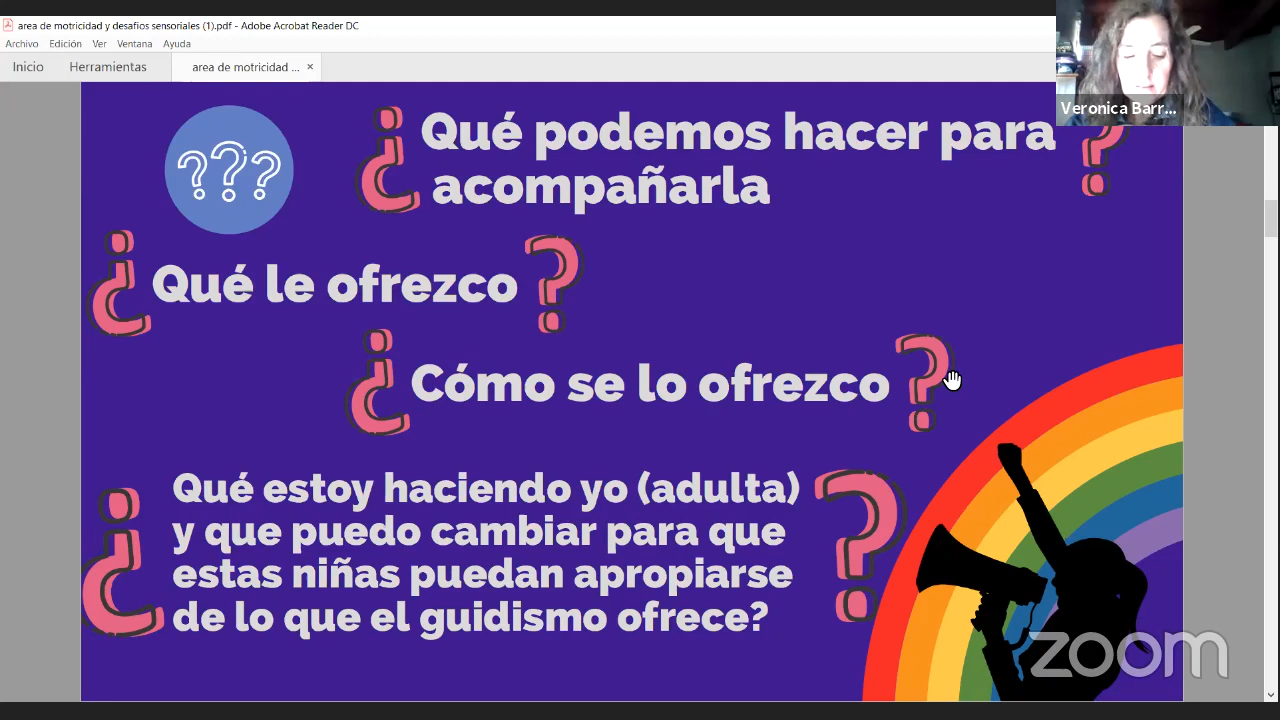 area de motricidad y desafios sensoriales (1).pdf - Adobe Acrobat Reader DC
Archivo Edición Ver Ventana Ayuda
Inicio Herramientas area de motricidad ... ×
Veronica Barr...
???
¿Qué podemos hacer para
acompañarla?
¿Qué le ofrezco?
¿Cómo se lo ofrezco?
¿Qué estoy haciendo yo (adulta)
y que puedo cambiar para que
estas niñas puedan apropiarse
de lo que el guidismo ofrece? ?
zoom